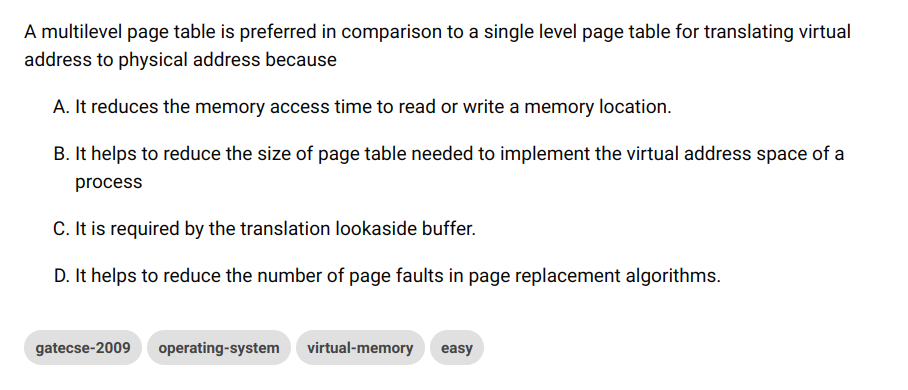 A multilevel page table is preferred in comparison to a single level page table for translating virtual
address to physical address because
A. It reduces the memory access time to read or write a memory location.
B. It helps to reduce the size of page table needed to implement the virtual address space of a
process
C. It is required by the translation lookaside buffer.
D. It helps to reduce the number of page faults in page replacement algorithms.
gatecse-2009 operating-system virtual-memory easy